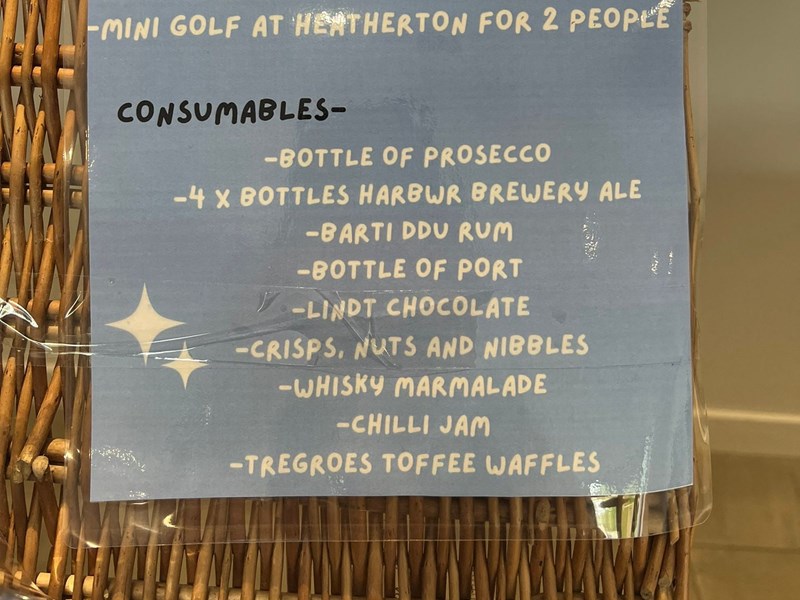 -MINI GOLF AT HEATHERTON FOR 2 PEOPLE
CONSUMABLES-
-BOTTLE OF PROSECCO
-4 X BOTTLES HARBWR BREWERY ALE
-BARTI DDU RUM
-BOTTLE OF PORT
-LINDT CHOCOLATE
-CRISPS, NUTS AND NIBBLES
-WHISKY MARMALADE
-CHILLI JAM
-TREGROES TOFFEE WAFFLES